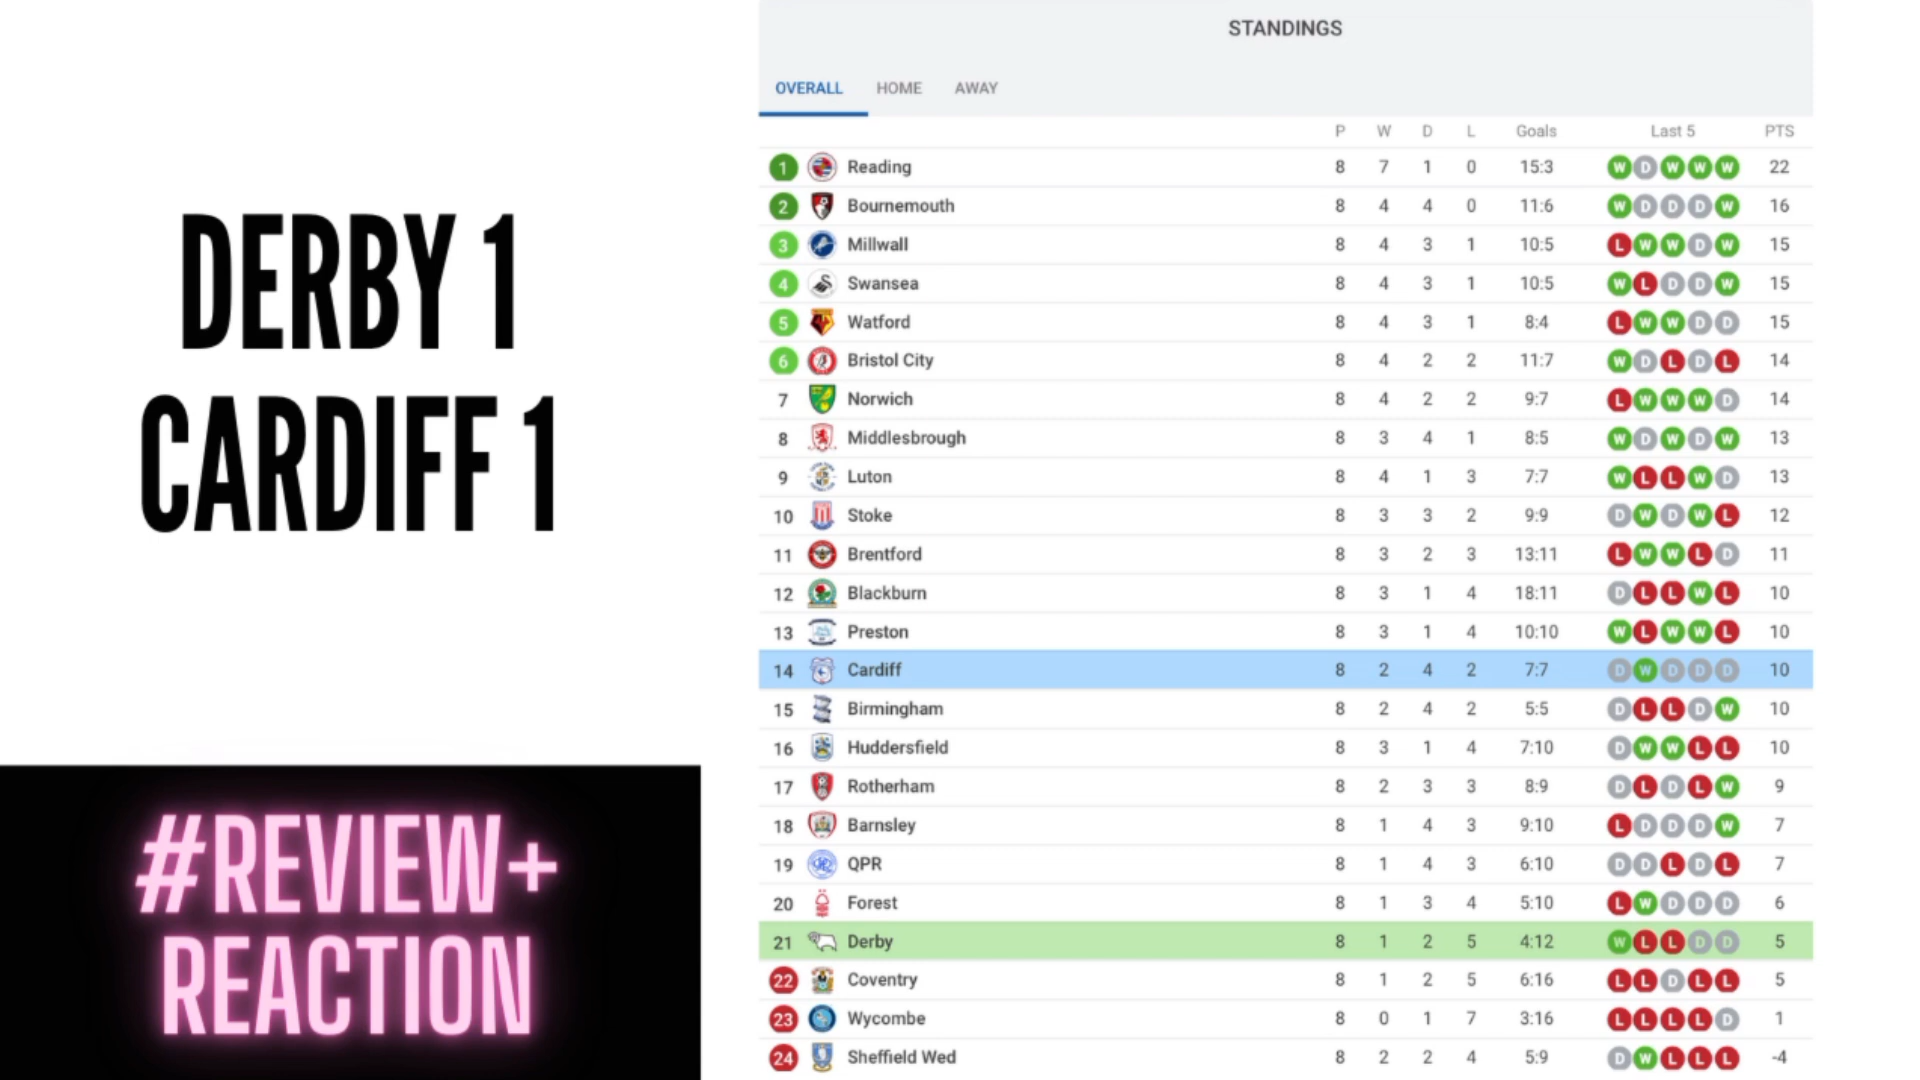 DERBY 1
CARDIFF 1
#REVIEW+
REACTION
STANDINGS
OVERALL HOME AWAY
P W D L Goals Last 5 PTS
1 Reading 8 7 1 0 15:3 W D W W W 22
2 Bournemouth 8 4 4 0 11:6 W D D D W 16
3 Millwall 8 4 3 1 10:5 L W W D W 15
4 Swansea 8 4 3 1 10:5 W L D D W 15
5 Watford 8 4 3 1 8:4 L W W D D 15
6 Bristol City 8 4 2 2 11:7 W D L D L 14
7 Norwich 8 4 2 2 9:7 L W W W D 14
8 Middlesbrough 8 3 4 1 8:5 W D W D W 13
9 Luton 8 4 1 3 7:7 W L L W D 13
10 Stoke 8 3 3 2 9:9 D W D W L 12
11 Brentford 8 3 2 3 13:11 L W W L D 11
12 Blackburn 8 3 1 4 18:11 D L L W L 10
13 Preston 8 3 1 4 10:10 W L W W L 10
14 Cardiff 8 2 4 2 7:7 D W D D D 10
15 Birmingham 8 2 4 2 5:5 D L L D W 10
16 Huddersfield 8 3 1 4 7:10 D W W L L 10
17 Rotherham 8 2 3 3 8:9 D L D L W 9
18 Barnsley 8 1 4 3 9:10 L D D D W 7
19 QPR 8 1 4 3 6:10 D D L D L 7
20 Forest 8 1 3 4 5:10 L W D D D 6
21 Derby 8 1 2 5 4:12 W L L D D 5
22 Coventry 8 1 2 5 6:16 L L D L L 5
23 Wycombe 8 0 1 7 3:16 L L L L D 1
24 Sheffield Wed 8 2 2 4 5:9 D W L L L -4